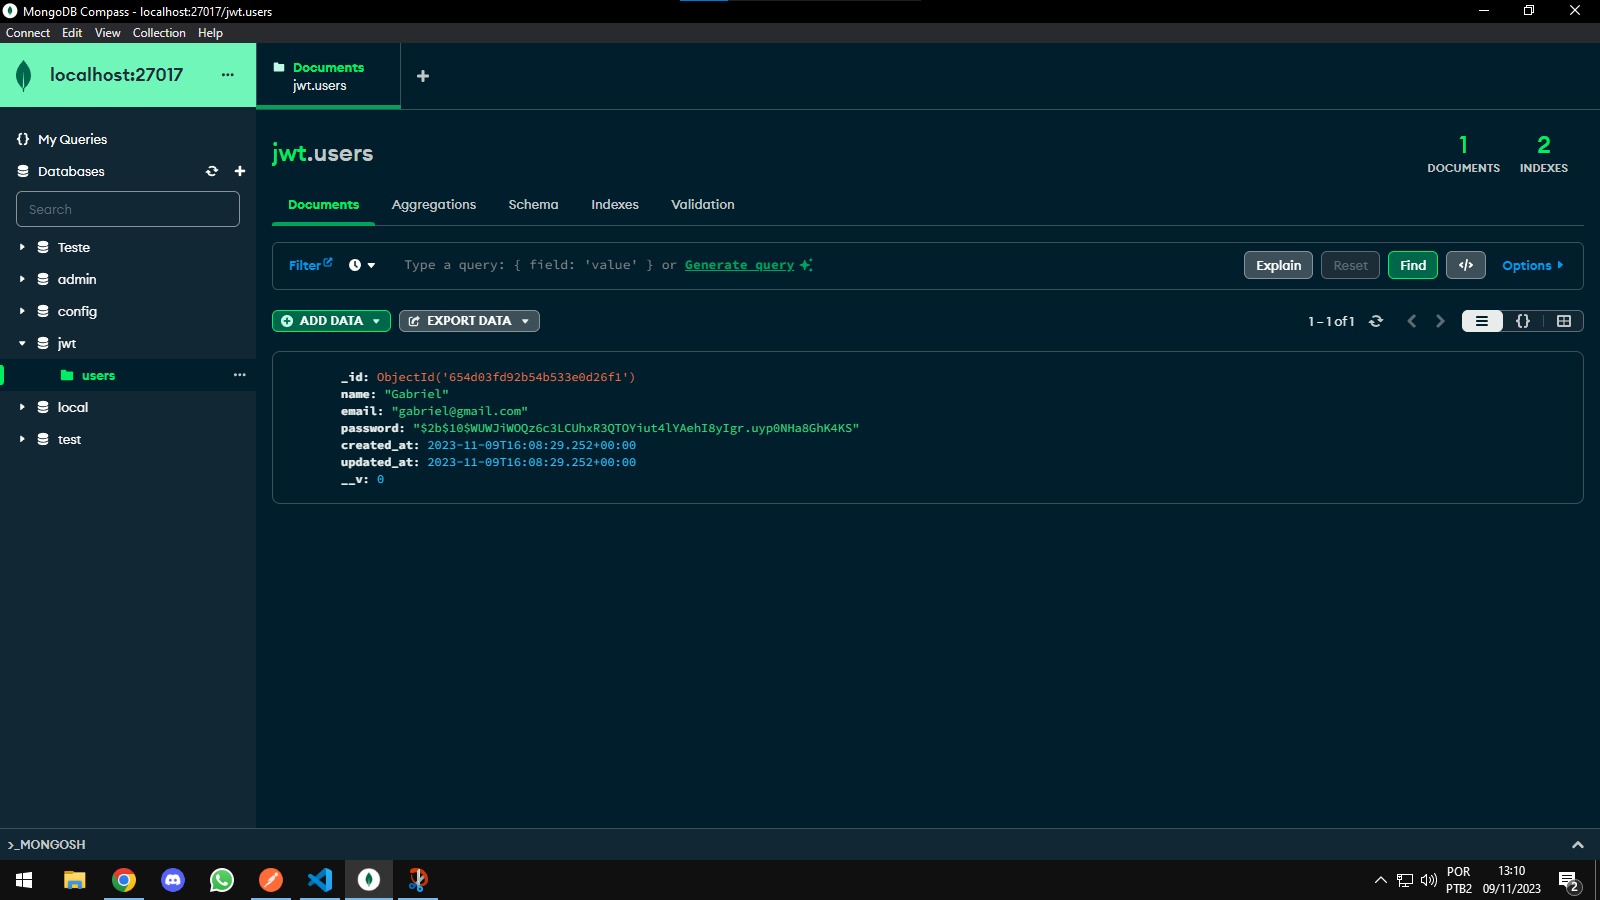 MongoDB Compass - localhost:27017/jwt.users
Connect Edit View Collection Help
localhost:27017
Documents
jwt.users
My Queries
Databases
Search
Teste
admin
config
jwt
users
local
test
jwt.users
1
DOCUMENTS
2
INDEXES
Documents Aggregations Schema Indexes Validation
Filter Type a query: { field: 'value' } or Generate query Explain Reset Find Options
ADD DATA EXPORT DATA 1 – 1 of 1
_id: ObjectId('654d03fd92b54b533e0d26f1')
name: "Gabriel"
email: "gabriel@gmail.com"
password: "$2b$10$WUWJiWOQz6c3LCUhxR3QTOYiut4lYAehI8yIgr.uyp0NHa8GhK4KS"
created_at: 2023-11-09T16:08:29.252+00:00
updated_at: 2023-11-09T16:08:29.252+00:00
__v: 0
>_MONGOSH
POR
PTB2
13:10
09/11/2023
2